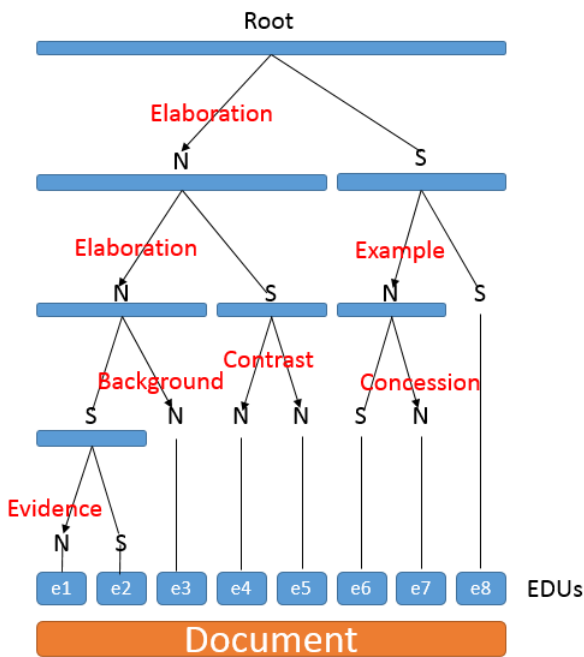 Root
Elaboration
N S
Elaboration Example
N S N S
Contrast
Background Concession
S N N N S N
Evidence
N S
e1 e2 e3 e4 e5 e6 e7 e8 EDUs
Document